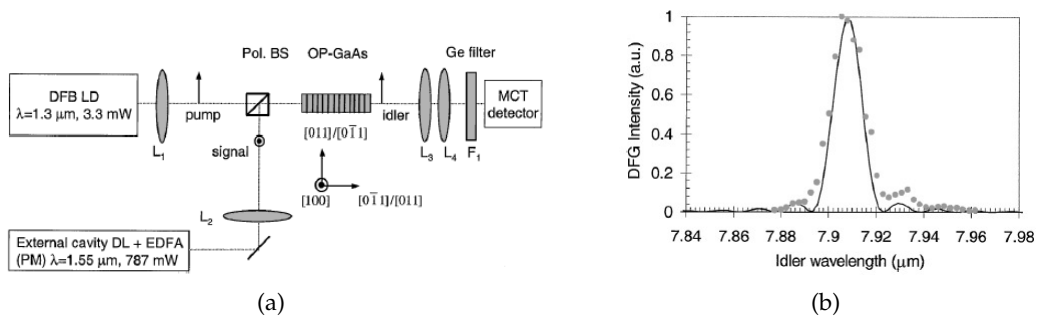 Pol. BS
OP-GaAs
Ge filter
DFB LD
λ=1.3 μm, 3.3 mW
pump
idler
MCT
detector
L1
signal
[011]/[01̅1]
L3
L4
F1
[100]
[01̅1]/[011]
L2
External cavity DL + EDFA
(PM) λ=1.55 μm, 787 mW
(a)
DFG Intensity (a.u.)
1
0.8
0.6
0.4
0.2
0
7.84
7.86
7.88
7.9
7.92
7.94
7.96
7.98
Idler wavelength (μm)
(b)